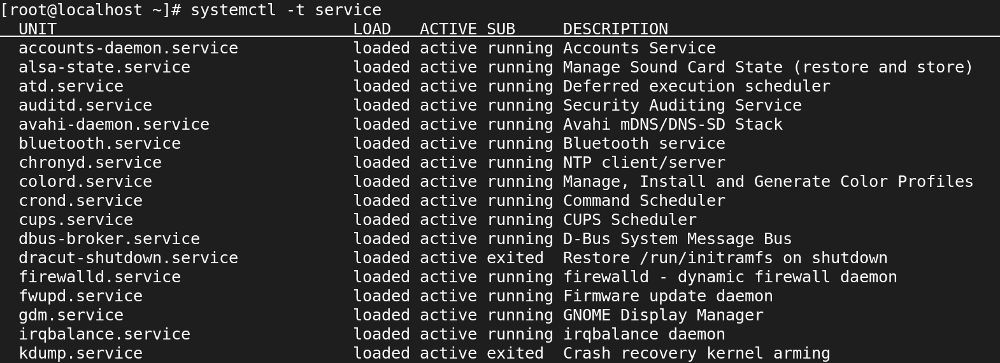 [root@localhost ~]# systemctl -t service
  UNIT                               LOAD   ACTIVE SUB     DESCRIPTION
  accounts-daemon.service            loaded active running Accounts Service
  alsa-state.service                 loaded active running Manage Sound Card State (restore and store)
  atd.service                        loaded active running Deferred execution scheduler
  auditd.service                     loaded active running Security Auditing Service
  avahi-daemon.service               loaded active running Avahi mDNS/DNS-SD Stack
  bluetooth.service                  loaded active running Bluetooth service
  chronyd.service                    loaded active running NTP client/server
  colord.service                     loaded active running Manage, Install and Generate Color Profiles
  crond.service                      loaded active running Command Scheduler
  cups.service                       loaded active running CUPS Scheduler
  dbus-broker.service                loaded active running D-Bus System Message Bus
  dracut-shutdown.service            loaded active exited  Restore /run/initramfs on shutdown
  firewalld.service                  loaded active running firewalld - dynamic firewall daemon
  fwupd.service                      loaded active running Firmware update daemon
  gdm.service                        loaded active running GNOME Display Manager
  irqbalance.service                 loaded active running irqbalance daemon
  kdump.service                      loaded active exited  Crash recovery kernel arming